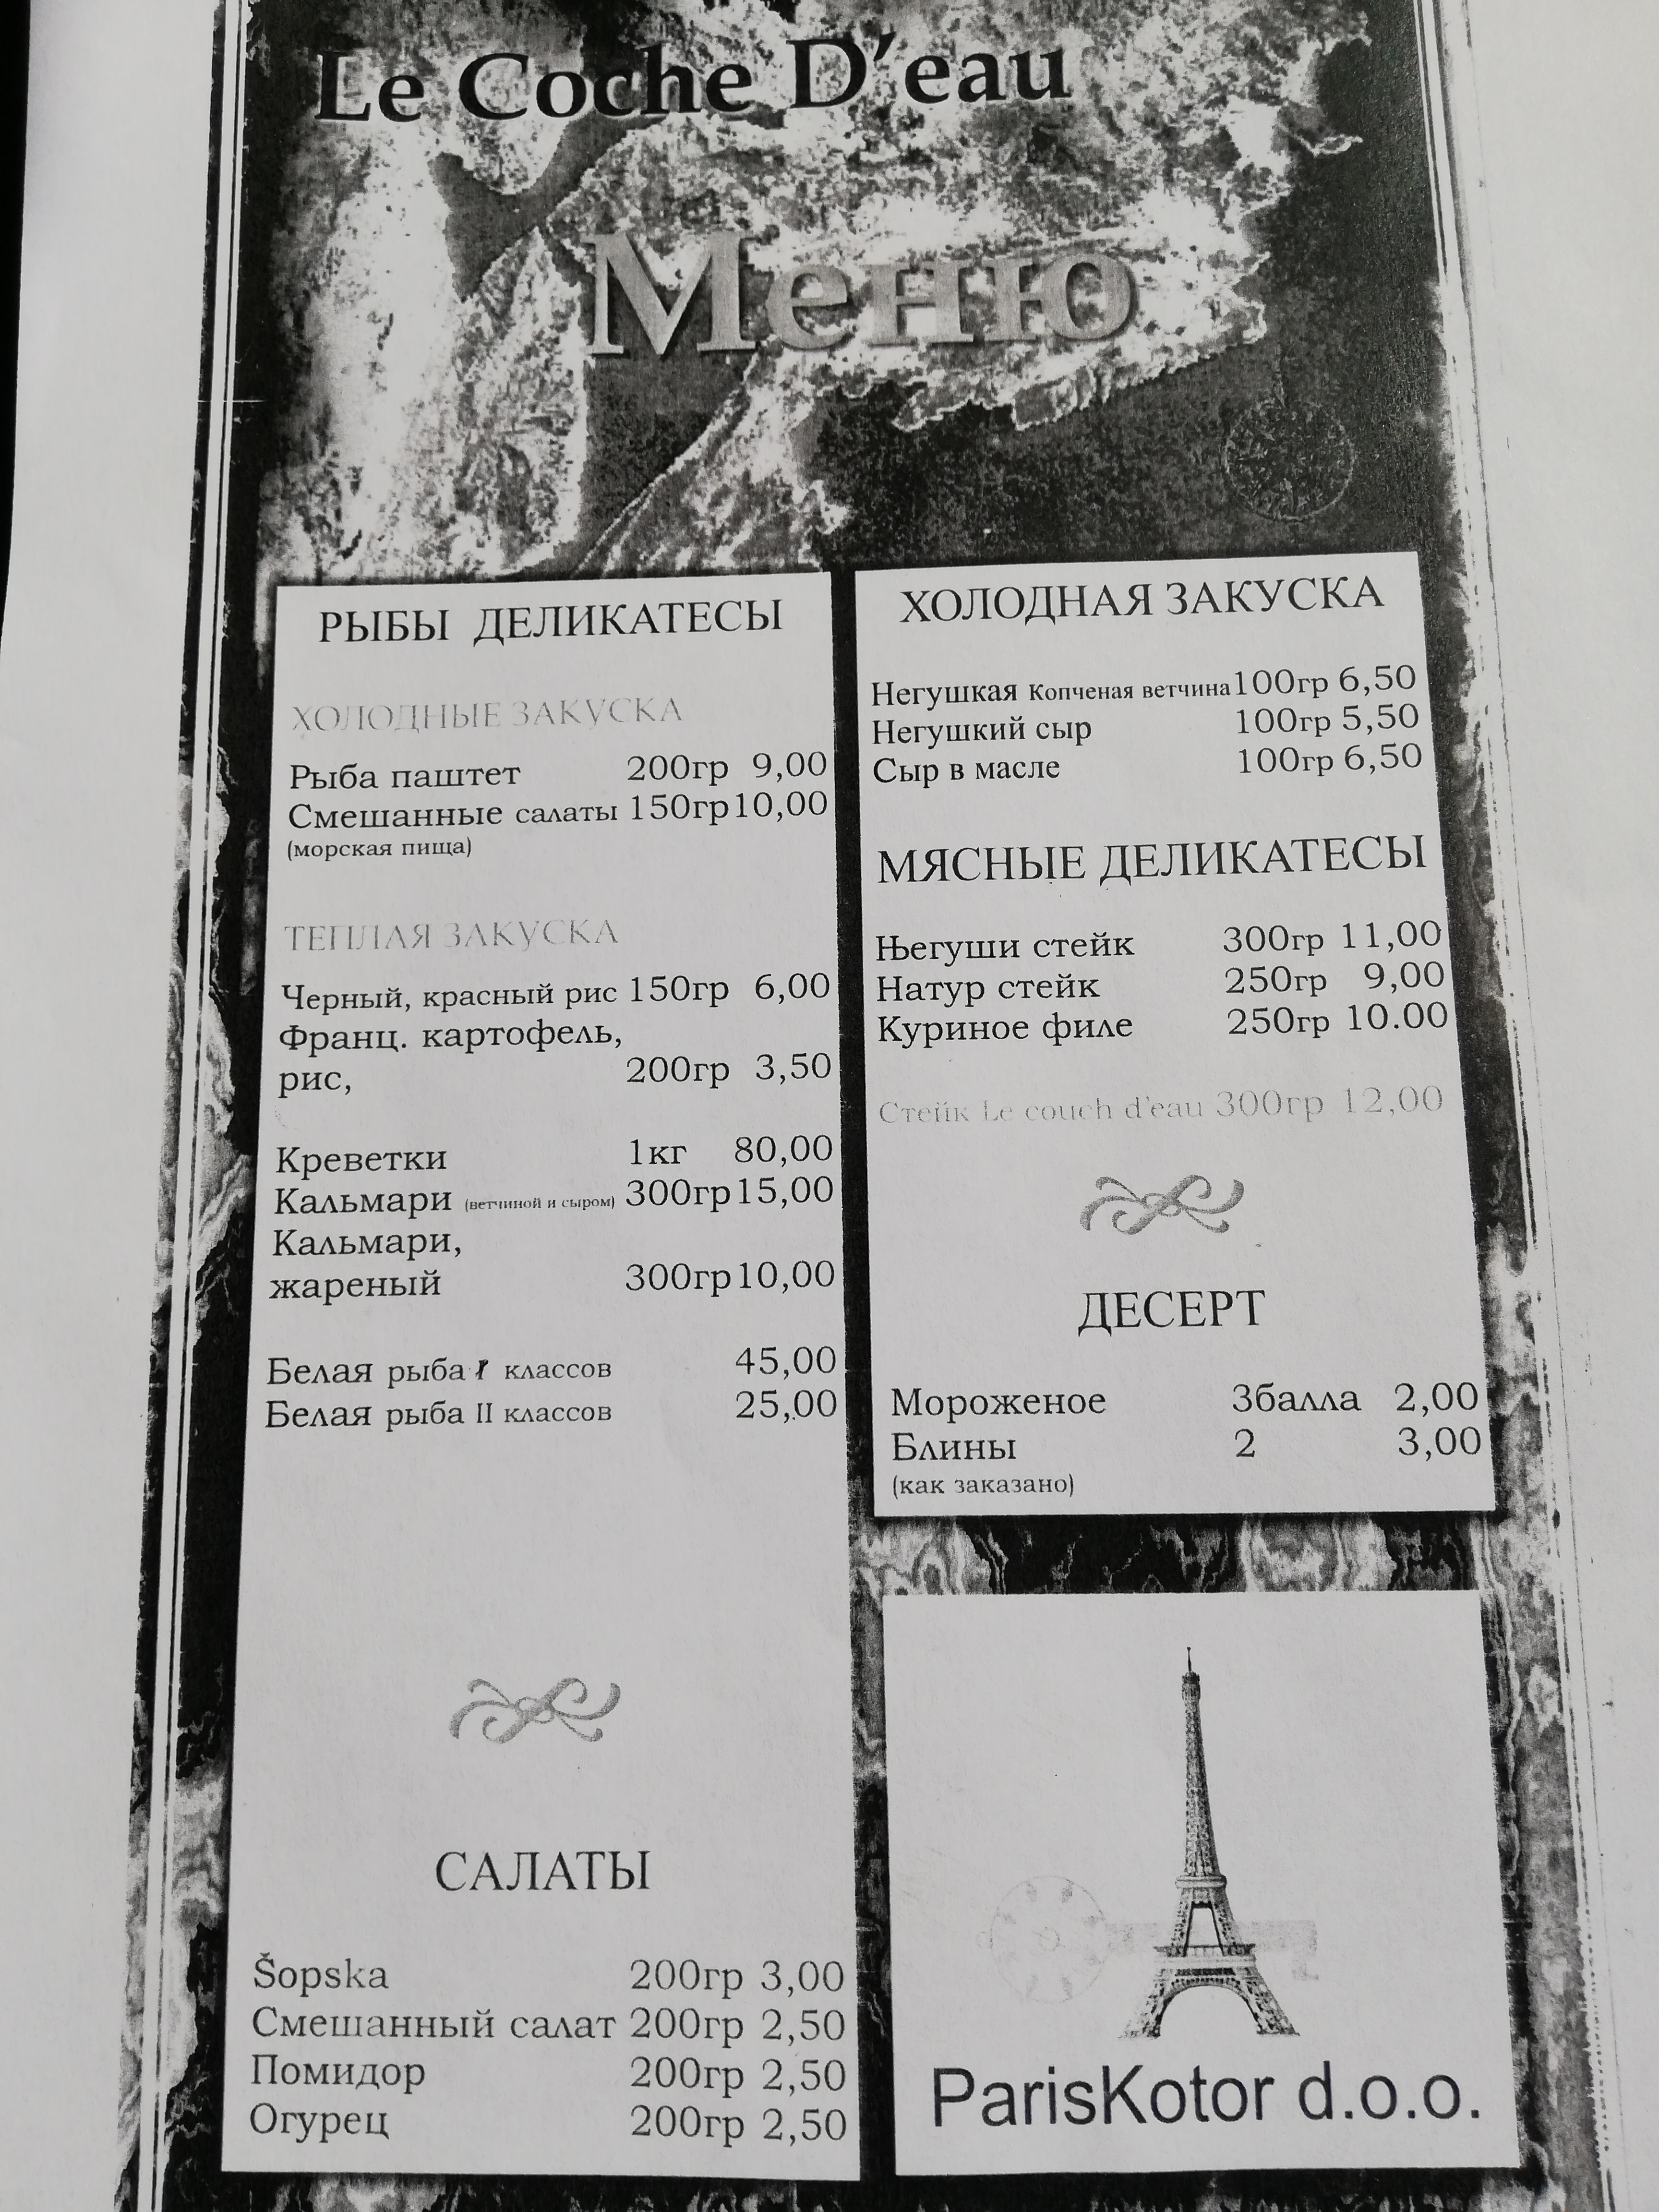 Le Coche D'eau
Меню
РЫБЫ ДЕЛИКАТЕСЫ
ХОЛОДНЫЕ ЗАКУСКА
Рыба паштет 200гр 9,00
Смешанные салаты 150гр 10,00
(морская пища)
ТЕПЛАЯ ЗАКУСКА
Черный, красный рис 150гр 6,00
Франц. картофель,
рис, 200гр 3,50
Креветки 1кг 80,00
Кальмари (ветчиной и сыром) 300гр 15,00
Кальмари,
жареный 300гр 10,00
Белая рыба I классов 45,00
Белая рыба II классов 25,00
САЛАТЫ
Šopska 200гр 3,00
Смешанный салат 200гр 2,50
Помидор 200гр 2,50
Огурец 200гр 2,50
ХОЛОДНАЯ ЗАКУСКА
Негушкая Копченая ветчина 100гр 6,50
Негушкий сыр 100гр 5,50
Сыр в масле 100гр 6,50
МЯСНЫЕ ДЕЛИКАТЕСЫ
Његуши стейк 300гр 11,00
Натур стейк 250гр 9,00
Куриное филе 250гр 10.00
Стейк Le couch d'eau 300гр 12,00
ДЕСЕРТ
Мороженое 3балла 2,00
Блины 2 3,00
(как заказано)
ParisKotor d.o.o.